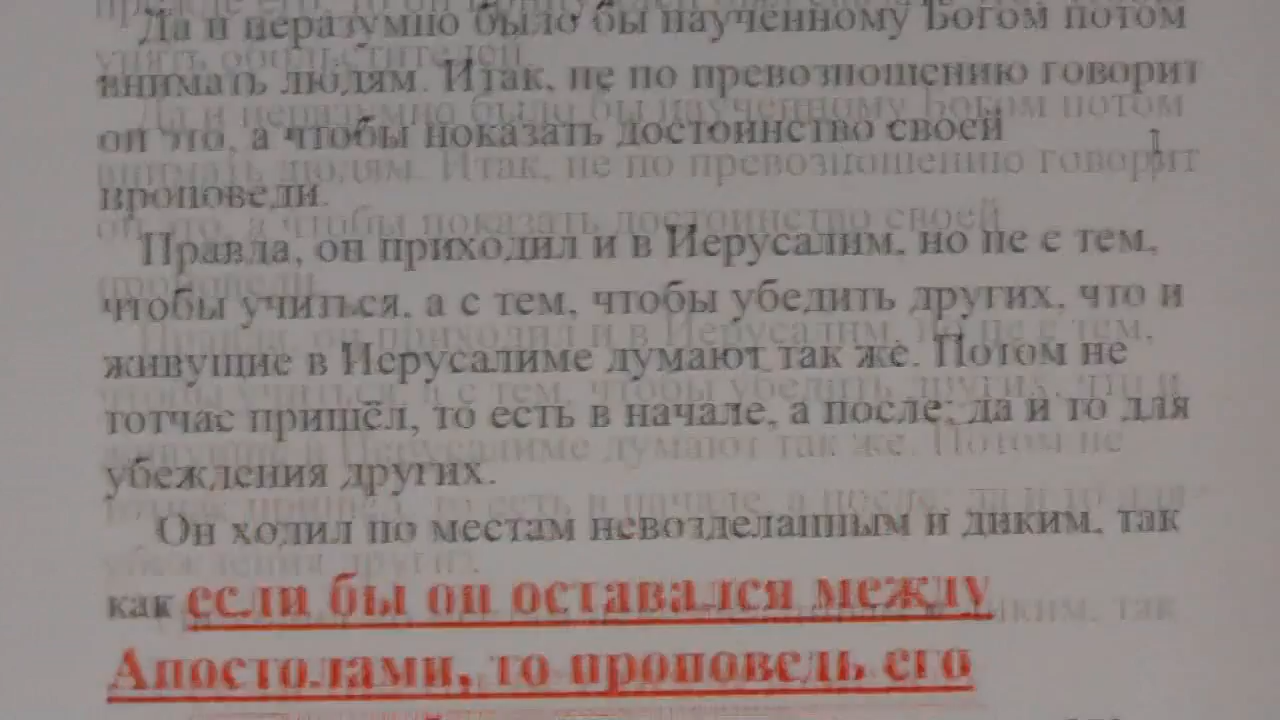 Да и неразумно было бы наученному Богом потом
внимать людям. Итак, не по превозношению говорит
он это, а чтобы показать достоинство своей
проповеди.
Правда, он приходил и в Иерусалим, но не с тем,
чтобы учиться, а с тем, чтобы убедить других, что и
живущие в Иерусалиме думают так же. Потом не
тотчас пришёл, то есть в начале, а после; да и то для
убеждения других.
Он ходил по местам невозделанным и диким, так
как если бы он оставался между
Апостолами, то проповедь его